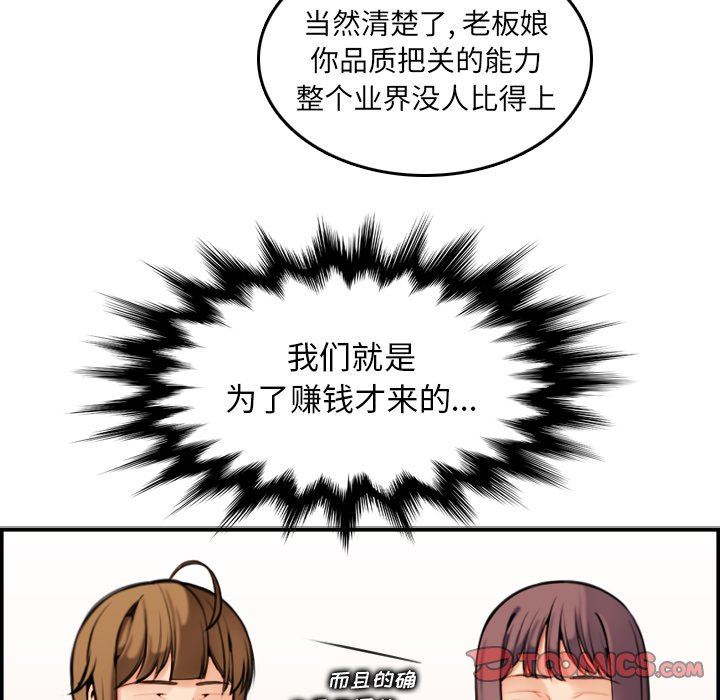 当然清楚了, 老板娘
你品质把关的能力
整个业界没人比得上
我们就是
为了赚钱才来的...
而且的确
TOOMICS.COM